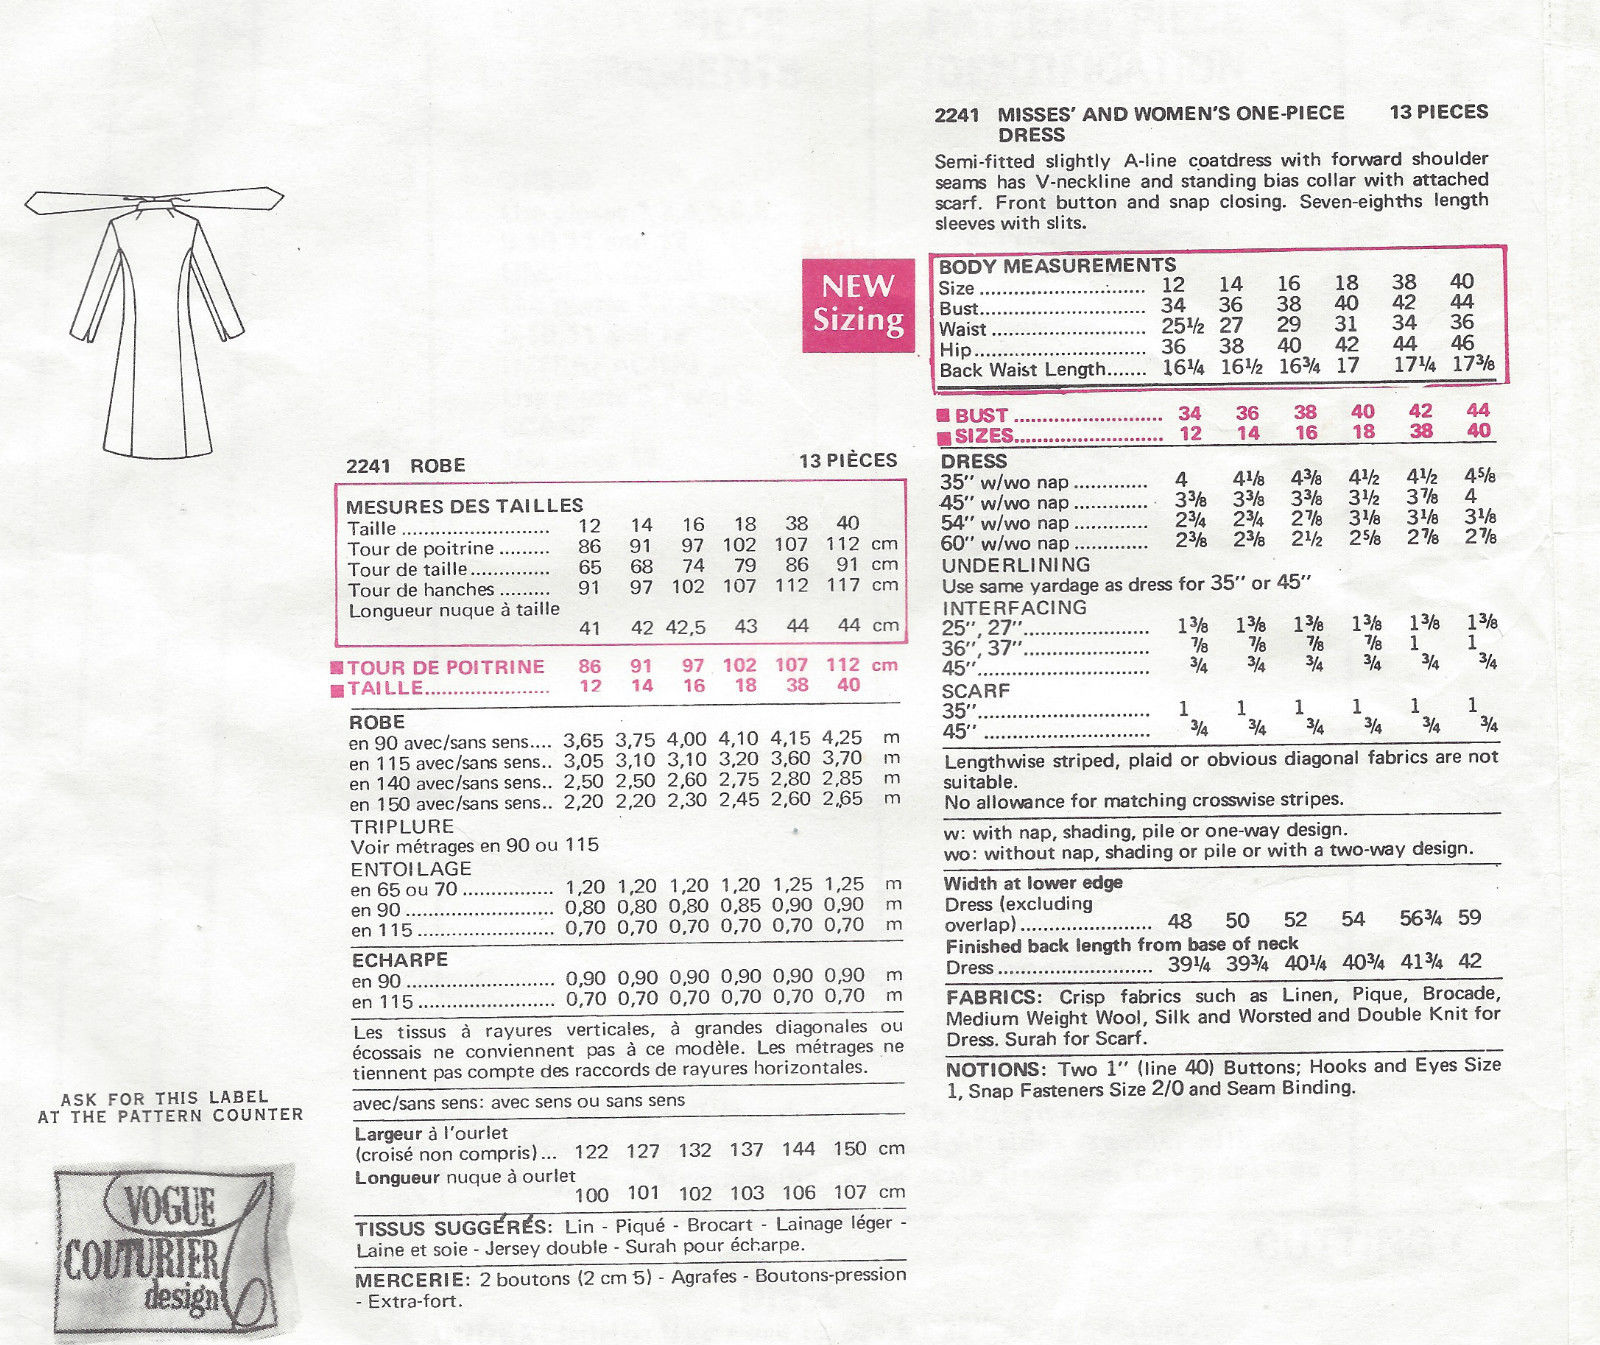 2241 MISSES' AND WOMEN'S ONE-PIECE 13 PIECES
DRESS
Semi-fitted slightly A-line coatdress with forward shoulder
seams has V-neckline and standing bias collar with attached
scarf. Front button and snap closing. Seven-eighths length
sleeves with slits.
NEW
Sizing
BODY MEASUREMENTS
Size ............................ 12 14 16 18 38 40
Bust............................ 34 36 38 40 42 44
Waist .......................... 25½ 27 29 31 34 36
Hip............................. 36 38 40 42 44 46
Back Waist Length....... 16¼ 16½ 16¾ 17 17¼ 17⅜
BUST ......................... 34 36 38 40 42 44
SIZES......................... 12 14 16 18 38 40
DRESS
35" w/wo nap ............. 4 4⅛ 4⅜ 4½ 4½ 4⅝
45" w/wo nap ............. 3⅜ 3⅜ 3⅜ 3½ 3⅞ 4
54" w/wo nap ............. 2¾ 2¾ 2⅞ 3⅛ 3⅛ 3⅛
60" w/wo nap ............. 2⅜ 2⅜ 2½ 2⅝ 2⅞ 2⅞
UNDERLINING
Use same yardage as dress for 35" or 45"
INTERFACING
25", 27"..................... 1⅜ 1⅜ 1⅜ 1⅜ 1⅜ 1⅜
36", 37"..................... ⅞ ⅞ ⅞ ⅞ 1 1
45"............................. ¾ ¾ ¾ ¾ ¾ ¾
SCARF
35"............................. 1 1 1 1 1 1
45" ............................ ¾ ¾ ¾ ¾ ¾ ¾
Lengthwise striped, plaid or obvious diagonal fabrics are not
suitable.
No allowance for matching crosswise stripes.
w: with nap, shading, pile or one-way design.
wo: without nap, shading or pile or with a two-way design.
Width at lower edge
Dress (excluding
overlap)...................... 48 50 52 54 56¾ 59
Finished back length from base of neck
Dress.......................... 39¼ 39¾ 40¼ 40¾ 41¾ 42
FABRICS: Crisp fabrics such as Linen, Pique, Brocade,
Medium Weight Wool, Silk and Worsted and Double Knit for
Dress. Surah for Scarf.
NOTIONS: Two 1" (line 40) Buttons; Hooks and Eyes Size
1, Snap Fasteners Size 2/0 and Seam Binding.
2241 ROBE 13 PIÈCES
MESURES DES TAILLES
Taille ......................... 12 14 16 18 38 40
Tour de poitrine ......... 86 91 97 102 107 112 cm
Tour de taille.............. 65 68 74 79 86 91 cm
Tour de hanches ......... 91 97 102 107 112 117 cm
Longueur nuque à taille
41 42 42,5 43 44 44 cm
TOUR DE POITRINE 86 91 97 102 107 112 cm
TAILLE..................... 12 14 16 18 38 40
ROBE
en 90 avec/sans sens.... 3,65 3,75 4,00 4,10 4,15 4,25 m
en 115 avec/sans sens.. 3,05 3,10 3,10 3,20 3,60 3,70 m
en 140 avec/sans sens.. 2,50 2,50 2,60 2,75 2,80 2,85 m
en 150 avec/sans sens.. 2,20 2,20 2,30 2,45 2,60 2,65 m
TRIPLURE
Voir métrages en 90 ou 115
ENTOILAGE
en 65 ou 70 ................ 1,20 1,20 1,20 1,20 1,25 1,25 m
en 90 ......................... 0,80 0,80 0,80 0,85 0,90 0,90 m
en 115 ....................... 0,70 0,70 0,70 0,70 0,70 0,70 m
ECHARPE
en 90 ......................... 0,90 0,90 0,90 0,90 0,90 0,90 m
en 115 ....................... 0,70 0,70 0,70 0,70 0,70 0,70 m
Les tissus à rayures verticales, à grandes diagonales ou
écossais ne conviennent pas à ce modèle. Les métrages ne
tiennent pas compte des raccords de rayures horizontales.
avec/sans sens: avec sens ou sans sens
Largeur à l'ourlet
(croisé non compris)... 122 127 132 137 144 150 cm
Longueur nuque à ourlet
100 101 102 103 106 107 cm
TISSUS SUGGÉRÉS: Lin - Piqué - Brocart - Lainage léger -
Laine et soie - Jersey double - Surah pour écharpe.
MERCERIE: 2 boutons (2 cm 5) - Agrafes - Boutons-pression
- Extra-fort.
ASK FOR THIS LABEL
AT THE PATTERN COUNTER
VOGUE
COUTURIER
design